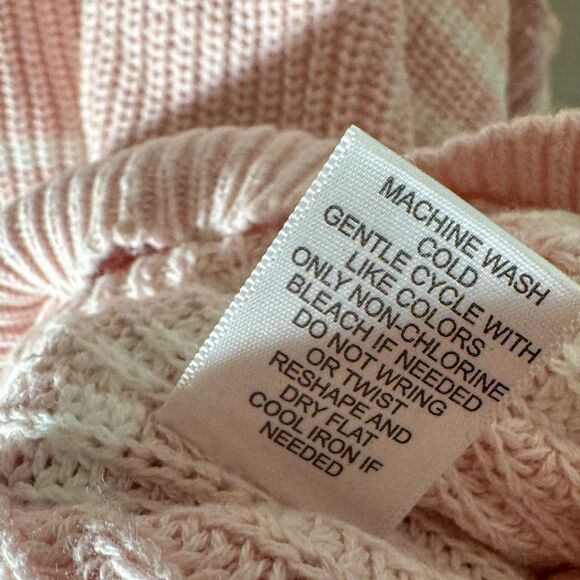 MACHINE WASH
COLD
GENTLE CYCLE WITH
LIKE COLORS
ONLY NON-CHLORINE
BLEACH IF NEEDED
DO NOT WRING
OR TWIST
RESHAPE AND
DRY FLAT
COOL IRON IF
NEEDED